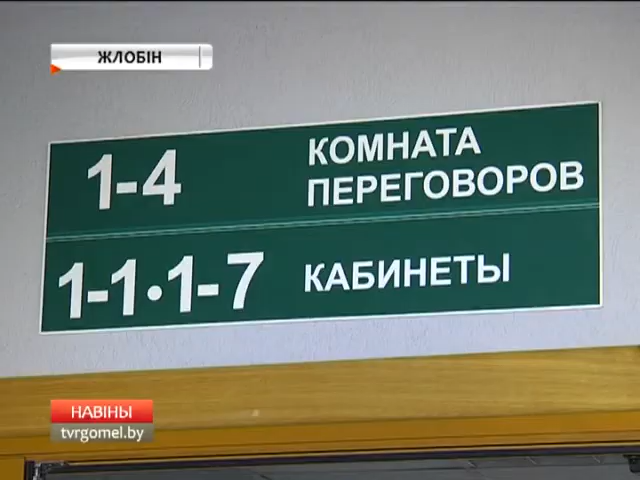 ЖЛОБІН
1-4 КОМНАТА
ПЕРЕГОВОРОВ
1-1•1-7 КАБИНЕТЫ
НАВІНЫ
tvrgomel.by